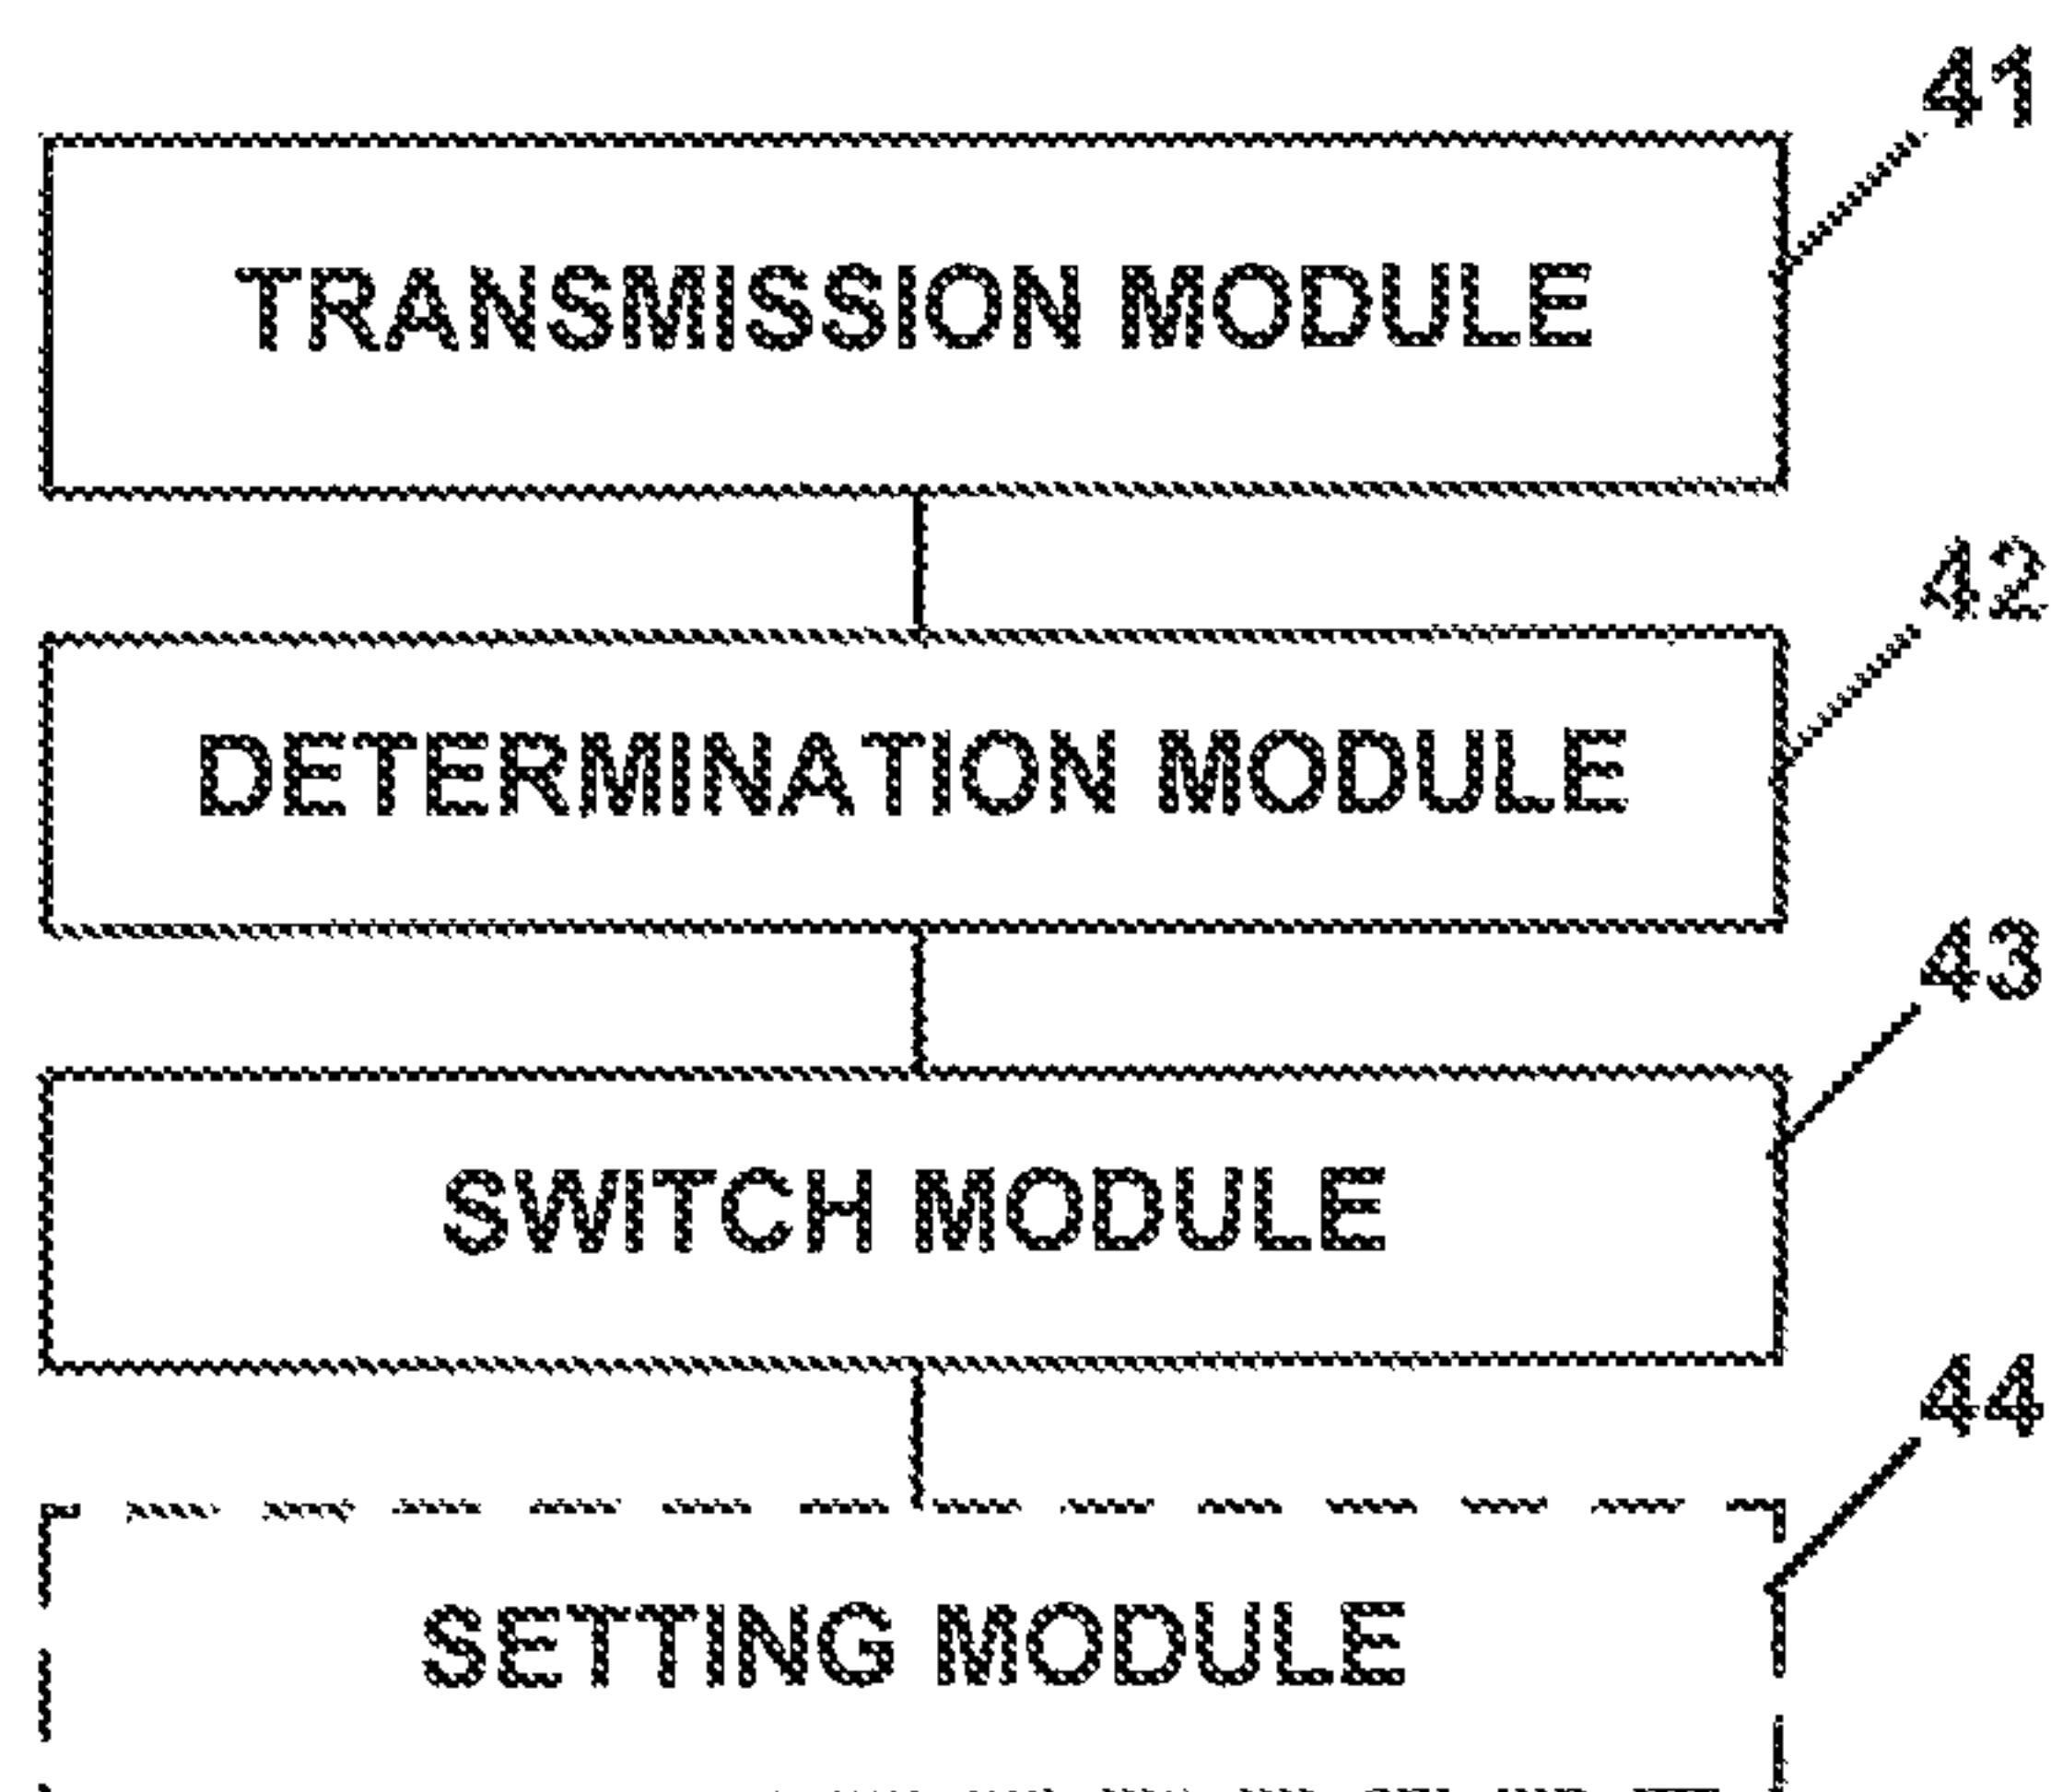 41
TRANSMISSION MODULE
42
DETERMINATION MODULE
43
SWITCH MODULE
44
SETTING MODULE